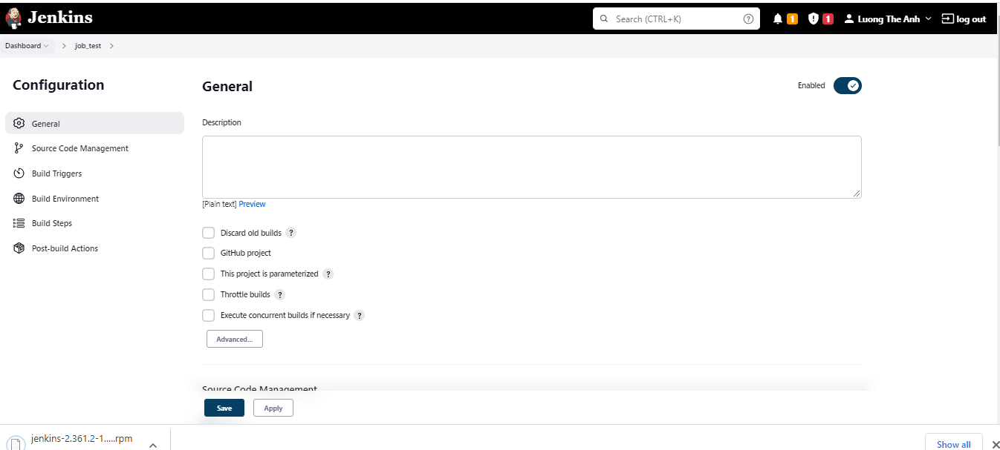 Jenkins
Search (CTRL+K)
?
1
1
Luong The Anh
log out
Dashboard
job_test
Configuration
General
Source Code Management
Build Triggers
Build Environment
Build Steps
Post-build Actions
General
Enabled
Description
[Plain text] Preview
Discard old builds ?
GitHub project
This project is parameterized ?
Throttle builds ?
Execute concurrent builds if necessary ?
Advanced...
Source Code Management
Save
Apply
jenkins-2.361.2-1.....rpm
Show all